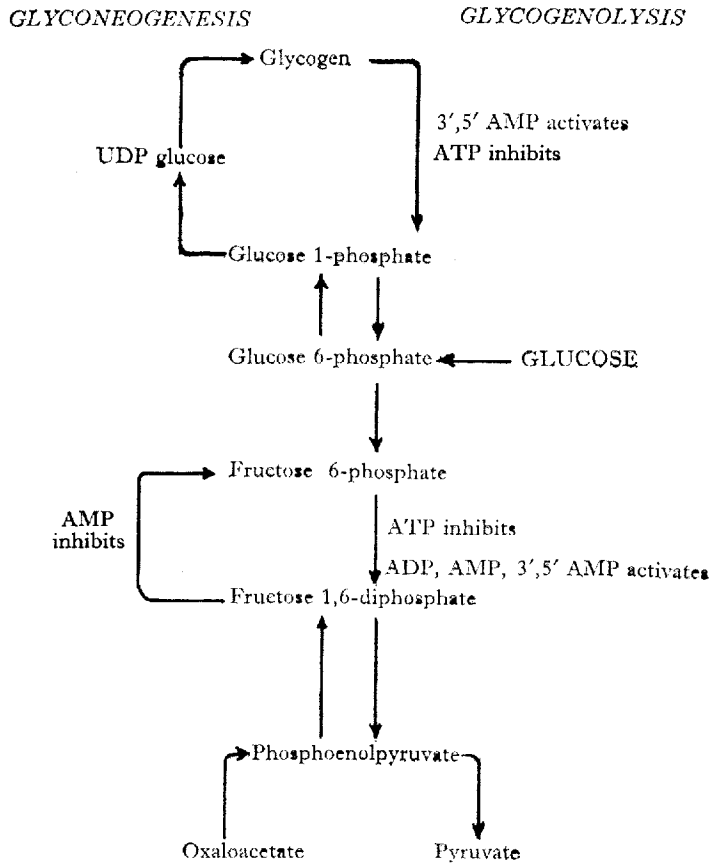 GLYCONEOGENESIS
GLYCOGENOLYSIS
Glycogen
3′,5′ AMP activates
ATP inhibits
UDP glucose
Glucose 1-phosphate
Glucose 6-phosphate
GLUCOSE
Fructose 6-phosphate
AMP
inhibits
ATP inhibits
ADP, AMP, 3′,5′ AMP activates
Fructose 1,6-diphosphate
Phosphoenolpyruvate
Oxaloacetate
Pyruvate